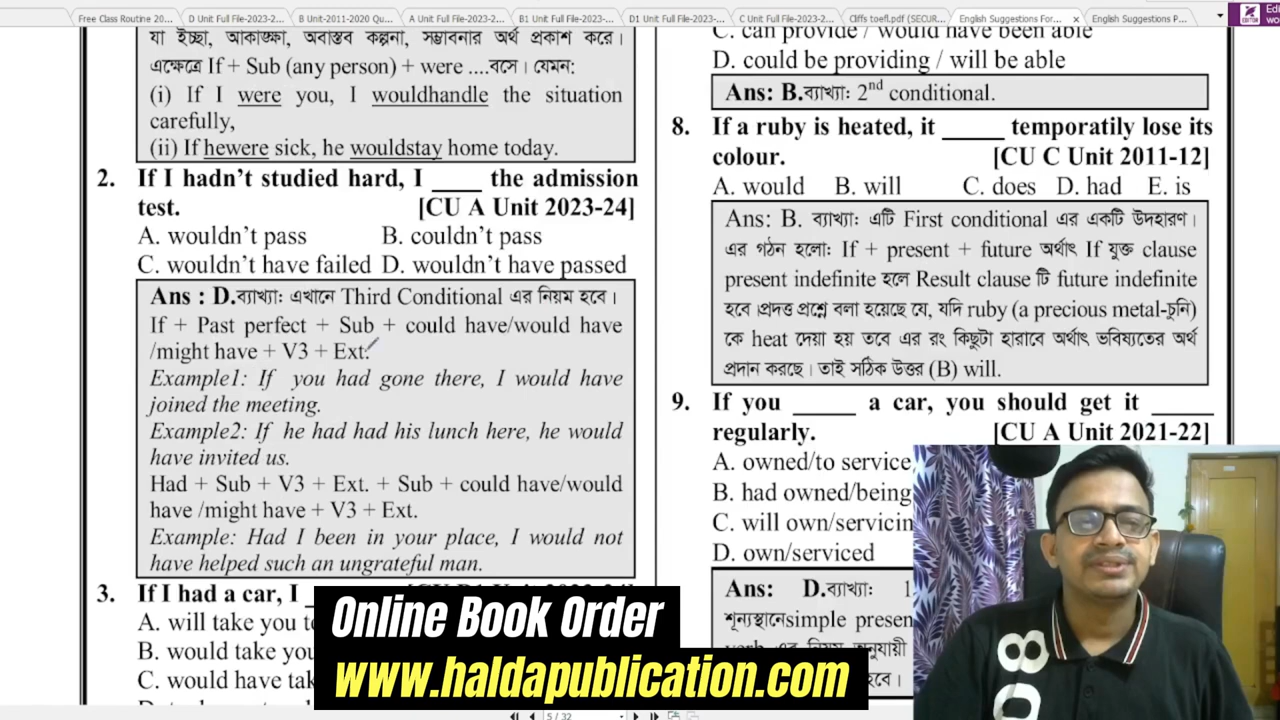 Free Class Routine 20...
D Unit Full File-2023-2...
B Unit-2011-2020 Qu...
A Unit Full File-2023-2...
B1 Unit Full File-2023-...
D1 Unit Full File-2023-...
C Unit Full File-2023-2...
Cliffs toefl.pdf (SECUR...
English Suggestions For... ×
English Suggestions P...
যা ইচ্ছা, আকাঙ্ক্ষা, অবাস্তব কল্পনা, সম্ভাবনার অর্থ প্রকাশ করে।
এক্ষেত্রে If + Sub (any person) + were ....বসে। যেমন:
(i) If I were you, I wouldhandle the situation
carefully,
(ii) If hewere sick, he wouldstay home today.
2. If I hadn't studied hard, I ____ the admission
test. [CU A Unit 2023-24]
A. wouldn't pass B. couldn't pass
C. wouldn't have failed D. wouldn't have passed
Ans : D.ব্যাখ্যাঃ এখানে Third Conditional এর নিয়ম হবে।
If + Past perfect + Sub + could have/would have
/might have + V3 + Ext.
Example1: If you had gone there, I would have
joined the meeting.
Example2: If he had had his lunch here, he would
have invited us.
Had + Sub + V3 + Ext. + Sub + could have/would
have /might have + V3 + Ext.
Example: Had I been in your place, I would not
have helped such an ungrateful man.
3. If I had a car, I
A. will take you to
B. would take you
C. would have tak
C. can provide / would have been able
D. could be providing / will be able
Ans: B.ব্যাখ্যাঃ 2nd conditional.
8. If a ruby is heated, it _____ temporatily lose its
colour. [CU C Unit 2011-12]
A. would B. will C. does D. had E. is
Ans: B. ব্যাখ্যাঃ এটি First conditional এর একটি উদহারণ।
এর গঠন হলো: If + present + future অর্থাৎ If যুক্ত clause
present indefinite হলে Result clause টি future indefinite
হবে।প্রদত্ত প্রশ্নে বলা হয়েছে যে, যদি ruby (a precious metal-চুনি)
কে heat দেয়া হয় তবে এর রং কিছুটা হারাবে অর্থাৎ ভবিষ্যতের অর্থ
প্রদান করছে। তাই সঠিক উত্তর (B) will.
9. If you _____ a car, you should get it _____
regularly. [CU A Unit 2021-22]
A. owned/to service
B. had owned/being
C. will own/servicin
D. own/serviced
Ans: D.ব্যাখ্যাঃ 1
শূন্যস্থানেsimple presen
verb এর নিয়ম অনুযায়ী
হবে।
Online Book Order
www.haldapublication.com
5 / 32